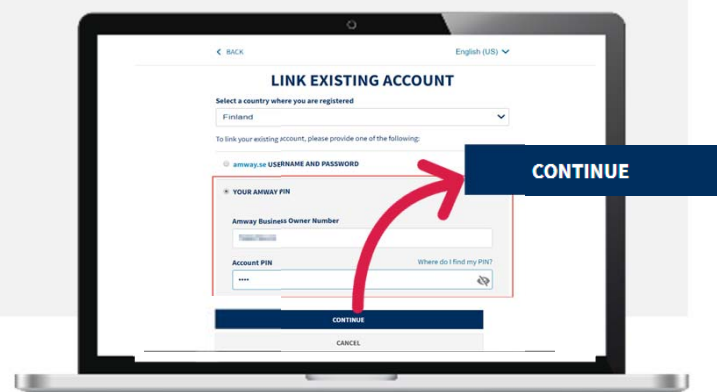 BACK
English (US)
LINK EXISTING ACCOUNT
Select a country where you are registered
Finland
To link your existing account, please provide one of the following:
amway.se USERNAME AND PASSWORD
CONTINUE
YOUR AMWAY PIN
Amway Business Owner Number
Account PIN
Where do I find my PIN?
CONTINUE
CANCEL